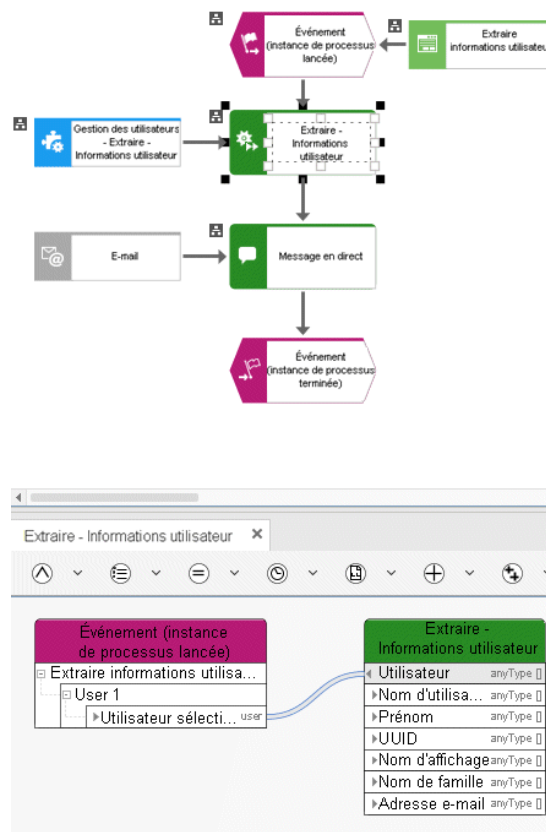 Événement
(instance de processus
lancée)
Extraire
informations utilisateu
Gestion des utilisateurs
- Extraire -
Informations utilisateur
Extraire -
Informations
utilisateur
E-mail
Message en direct
Événement
(instance de processus
terminée)
Extraire - Informations utilisateur
Événement (instance
de processus lancée)
Extraire informations utilisa...
User 1
Utilisateur sélecti... user
Extraire -
Informations utilisateur
Utilisateur anyType []
Nom d'utilisa... anyType []
Prénom anyType []
UUID anyType []
Nom d'affichage anyType []
Nom de famille anyType []
Adresse e-mail anyType []